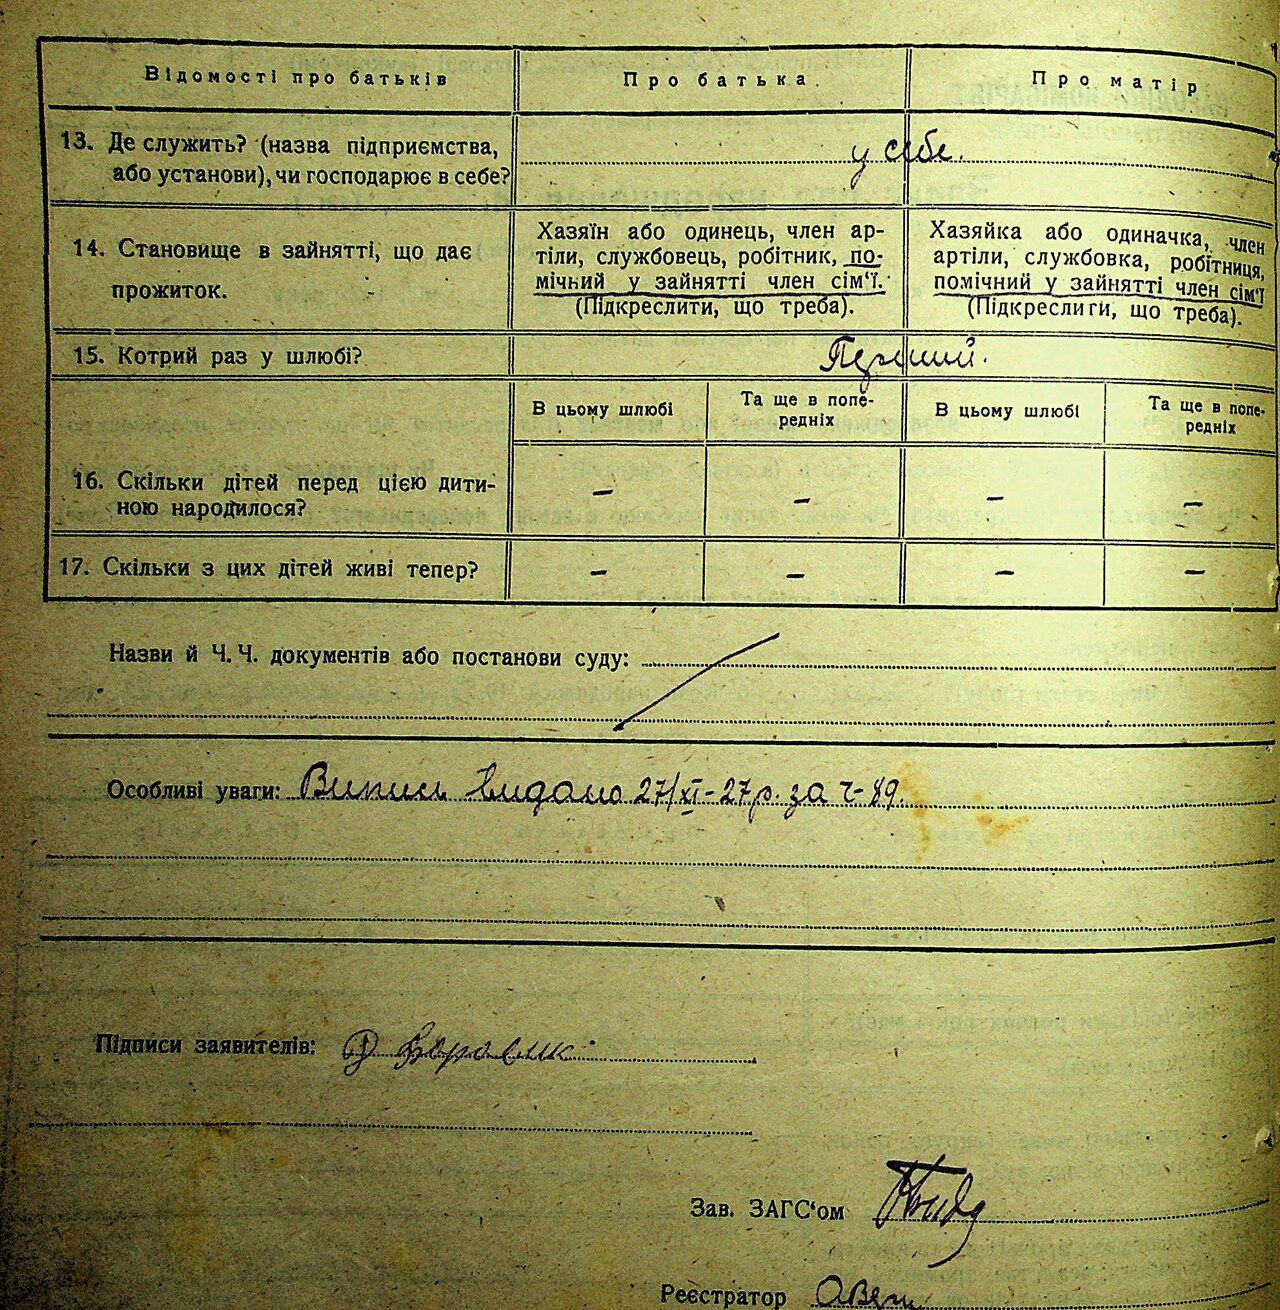 Відомості про батьків Про батька. Про матір
13. Де служить? (назва підприємства, або установи), чи господарює в себе?
у себе.
14. Становище в зайнятті, що дає прожиток.
Хазяїн або одинець, член ар-
тіли, службовець, робітник, по-
мічний у зайнятті член сім‘ї.
(Підкреслити, що треба).
Хазяйка або одиначка, член
артіли, службовка, робітниця,
помічний у зайнятті член сім‘ї
(Підкреслити, що треба).
15. Котрий раз у шлюбі? Перший.
В цьому шлюбі
Та ще в попе-
редніх
В цьому шлюбі
Та ще в попе-
редніх
16. Скільки дітей перед цією дити-
ною народилося? – – – –
17. Скільки з цих дітей живі тепер? – – – –
Назви й Ч. Ч. документів або постанови суду:
Особливі уваги: Випис видано 27/XI-27р. за ч-89.
Підписи заявителів:
Зав. ЗАГС‘ом
Реєстратор